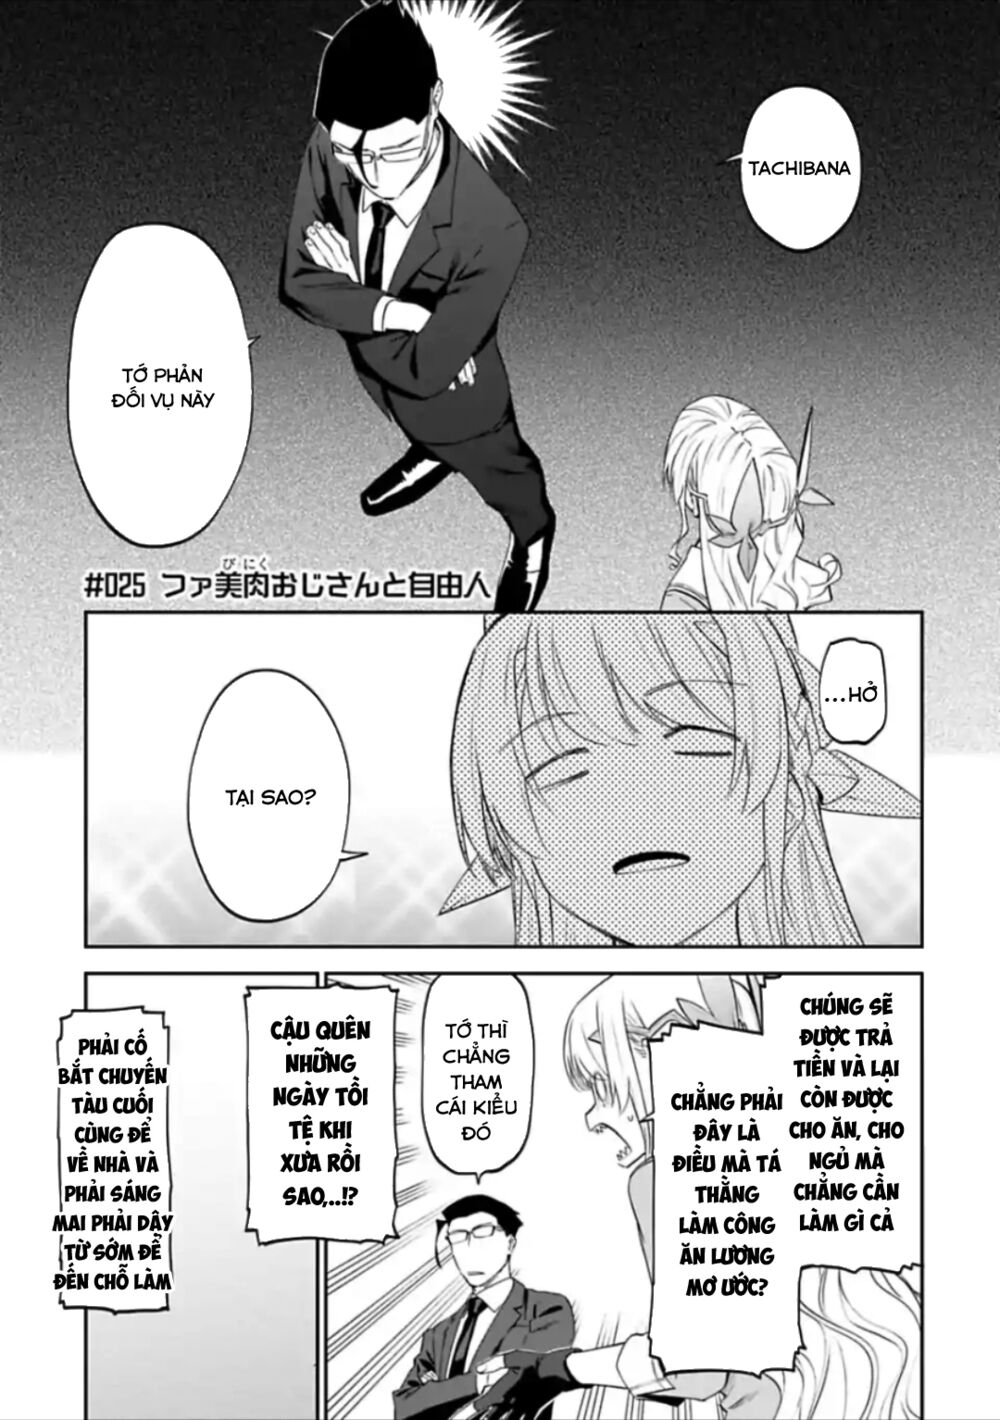 TACHIBANA
TỚ PHẢN
ĐỐI VỤ NÀY
びにく
#025 ファ美肉おじさんと自由人
...HỞ
TẠI SAO?
CHÚNG SẼ
ĐƯỢC TRẢ
TIỀN VÀ LẠI
CÒN ĐƯỢC
CHO ĂN, CHO
NGỦ MÀ
CHẲNG CẦN
LÀM GÌ CẢ
CHẲNG PHẢI
ĐÂY LÀ
ĐIỀU MÀ TÁ
THẰNG
LÀM CÔNG
ĂN LƯƠNG
MƠ ƯỚC?
TỚ THÌ
CHẲNG
THAM
CÁI KIỂU
ĐÓ
CẬU QUÊN
NHỮNG
NGÀY TỒI
TỆ KHI
XƯA RỒI
SAO,..!?
PHẢI CỐ
BẮT CHUYẾN
TÀU CUỐI
CÙNG ĐỂ
VỀ NHÀ VÀ
PHẢI SÁNG
MAI PHẢI DẬY
TỪ SỚM ĐỂ
ĐẾN CHỖ LÀM